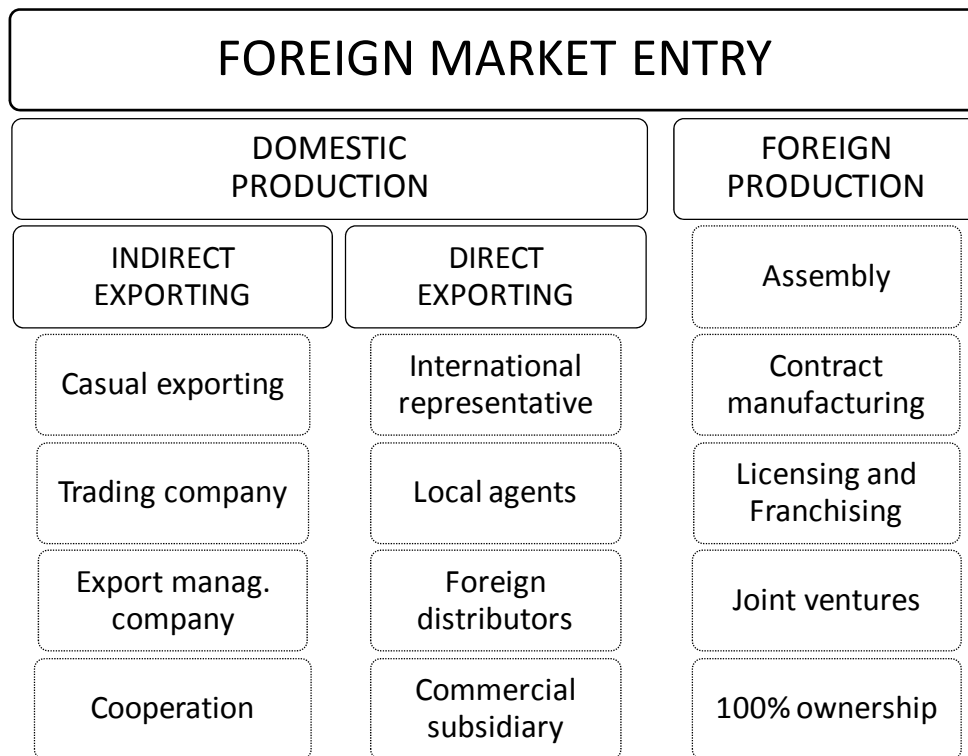 FOREIGN MARKET ENTRY
DOMESTIC
PRODUCTION
FOREIGN
PRODUCTION
INDIRECT
EXPORTING
DIRECT
EXPORTING
Assembly
Casual exporting
International
representative
Contract
manufacturing
Trading company
Local agents
Licensing and
Franchising
Export manag.
company
Foreign
distributors
Joint ventures
Cooperation
Commercial
subsidiary
100% ownership